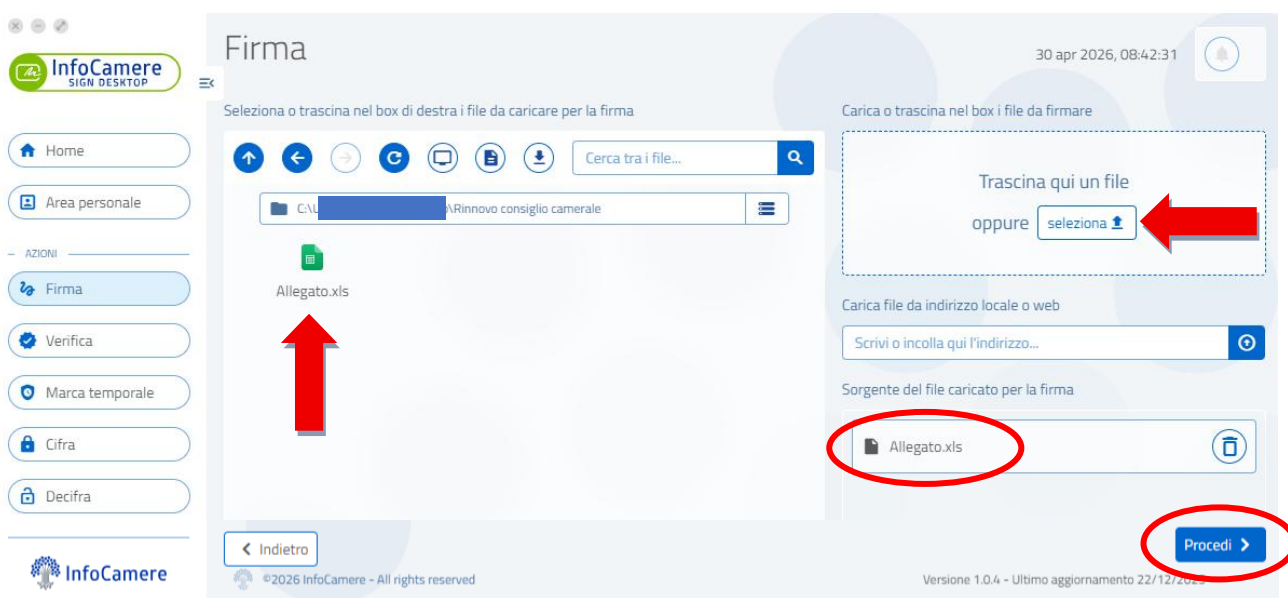 InfoCamere
SIGN DESKTOP
Home
Area personale
AZIONI
Firma
Verifica
Marca temporale
Cifra
Decifra
InfoCamere
Firma
30 apr 2026, 08:42:31
Seleziona o trascina nel box di destra i file da caricare per la firma
Cerca tra i file...
C:\
\Rinnovo consiglio camerale
Allegato.xls
Carica o trascina nel box i file da firmare
Trascina qui un file
oppure seleziona
Carica file da indirizzo locale o web
Scrivi o incolla qui l'indirizzo...
Sorgente del file caricato per la firma
Allegato.xls
Indietro
Procedi
©2026 InfoCamere - All rights reserved
Versione 1.0.4 - Ultimo aggiornamento 22/12/2025